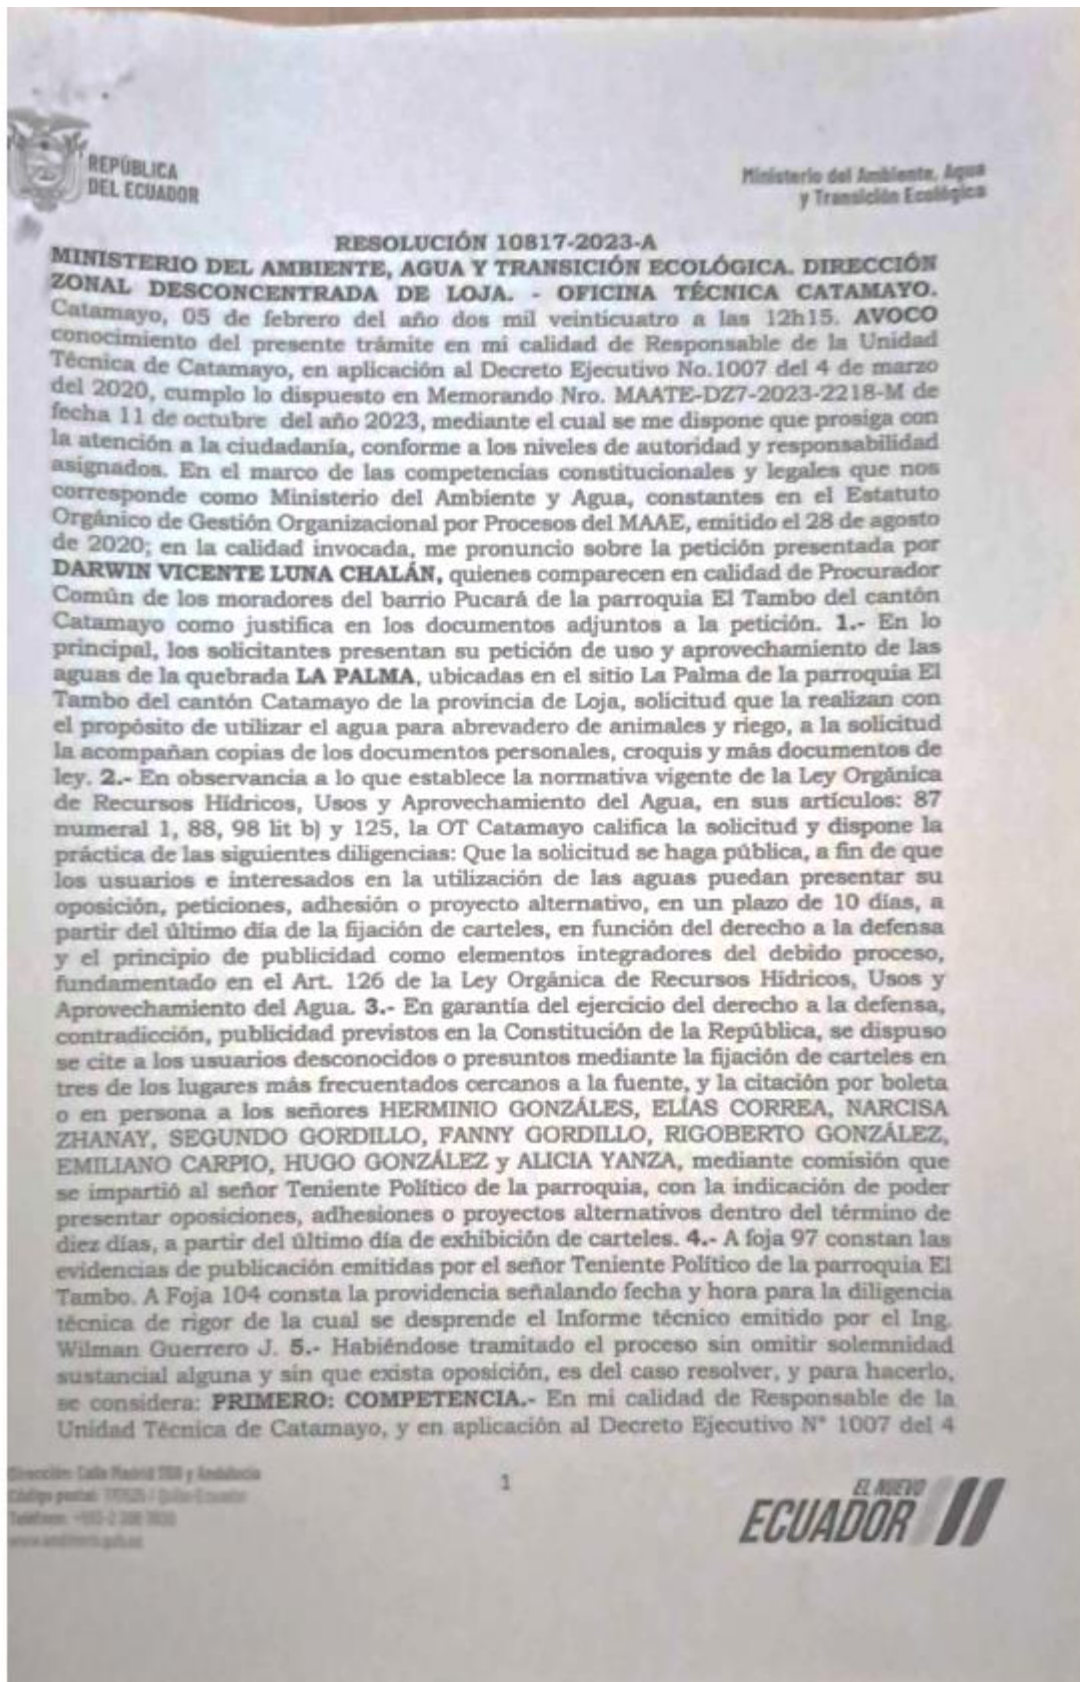 REPÚBLICA
DEL ECUADOR
Ministerio del Ambiente, Agua
y Transición Ecológica
RESOLUCIÓN 10817-2023-A
MINISTERIO DEL AMBIENTE, AGUA Y TRANSICIÓN ECOLÓGICA. DIRECCIÓN
ZONAL DESCONCENTRADA DE LOJA. - OFICINA TÉCNICA CATAMAYO.
Catamayo, 05 de febrero del año dos mil veinticuatro a las 12h15. AVOCO
conocimiento del presente trámite en mi calidad de Responsable de la Unidad
Técnica de Catamayo, en aplicación al Decreto Ejecutivo No.1007 del 4 de marzo
del 2020, cumplo lo dispuesto en Memorando Nro. MAATE-DZ7-2023-2218-M de
fecha 11 de octubre del año 2023, mediante el cual se me dispone que prosiga con
la atención a la ciudadanía, conforme a los niveles de autoridad y responsabilidad
asignados. En el marco de las competencias constitucionales y legales que nos
corresponde como Ministerio del Ambiente y Agua, constantes en el Estatuto
Orgánico de Gestión Organizacional por Procesos del MAAE, emitido el 28 de agosto
de 2020; en la calidad invocada, me pronuncio sobre la petición presentada por
DARWIN VICENTE LUNA CHALÁN, quienes comparecen en calidad de Procurador
Común de los moradores del barrio Pucará de la parroquia El Tambo del cantón
Catamayo como justifica en los documentos adjuntos a la petición. 1.- En lo
principal, los solicitantes presentan su petición de uso y aprovechamiento de las
aguas de la quebrada LA PALMA, ubicadas en el sitio La Palma de la parroquia El
Tambo del cantón Catamayo de la provincia de Loja, solicitud que la realizan con
el propósito de utilizar el agua para abrevadero de animales y riego, a la solicitud
la acompañan copias de los documentos personales, croquis y más documentos de
ley. 2.- En observancia a lo que establece la normativa vigente de la Ley Orgánica
de Recursos Hídricos, Usos y Aprovechamiento del Agua, en sus artículos: 87
numeral 1, 88, 98 lit b) y 125, la OT Catamayo califica la solicitud y dispone la
práctica de las siguientes diligencias: Que la solicitud se haga pública, a fin de que
los usuarios e interesados en la utilización de las aguas puedan presentar su
oposición, peticiones, adhesión o proyecto alternativo, en un plazo de 10 días, a
partir del último día de la fijación de carteles, en función del derecho a la defensa
y el principio de publicidad como elementos integradores del debido proceso,
fundamentado en el Art. 126 de la Ley Orgánica de Recursos Hídricos, Usos y
Aprovechamiento del Agua. 3.- En garantía del ejercicio del derecho a la defensa,
contradicción, publicidad previstos en la Constitución de la República, se dispuso
se cite a los usuarios desconocidos o presuntos mediante la fijación de carteles en
tres de los lugares más frecuentados cercanos a la fuente, y la citación por boleta
o en persona a los señores HERMINIO GONZÁLES, ELÍAS CORREA, NARCISA
ZHANAY, SEGUNDO GORDILLO, FANNY GORDILLO, RIGOBERTO GONZÁLEZ,
EMILIANO CARPIO, HUGO GONZÁLEZ y ALICIA YANZA, mediante comisión que
se impartió al señor Teniente Político de la parroquia, con la indicación de poder
presentar oposiciones, adhesiones o proyectos alternativos dentro del término de
diez días, a partir del último día de exhibición de carteles. 4.- A foja 97 constan las
evidencias de publicación emitidas por el señor Teniente Político de la parroquia El
Tambo. A Foja 104 consta la providencia señalando fecha y hora para la diligencia
técnica de rigor de la cual se desprende el Informe técnico emitido por el Ing.
Wilman Guerrero J. 5.- Habiéndose tramitado el proceso sin omitir solemnidad
sustancial alguna y sin que exista oposición, es del caso resolver, y para hacerlo,
se considera: PRIMERO: COMPETENCIA.- En mi calidad de Responsable de la
Unidad Técnica de Catamayo, y en aplicación al Decreto Ejecutivo N° 1007 del 4
Dirección: Calle Madrid 1159 y Andalucía
Código postal: / Quito-Ecuador
Teléfono:
1
EL NUEVO
ECUADOR